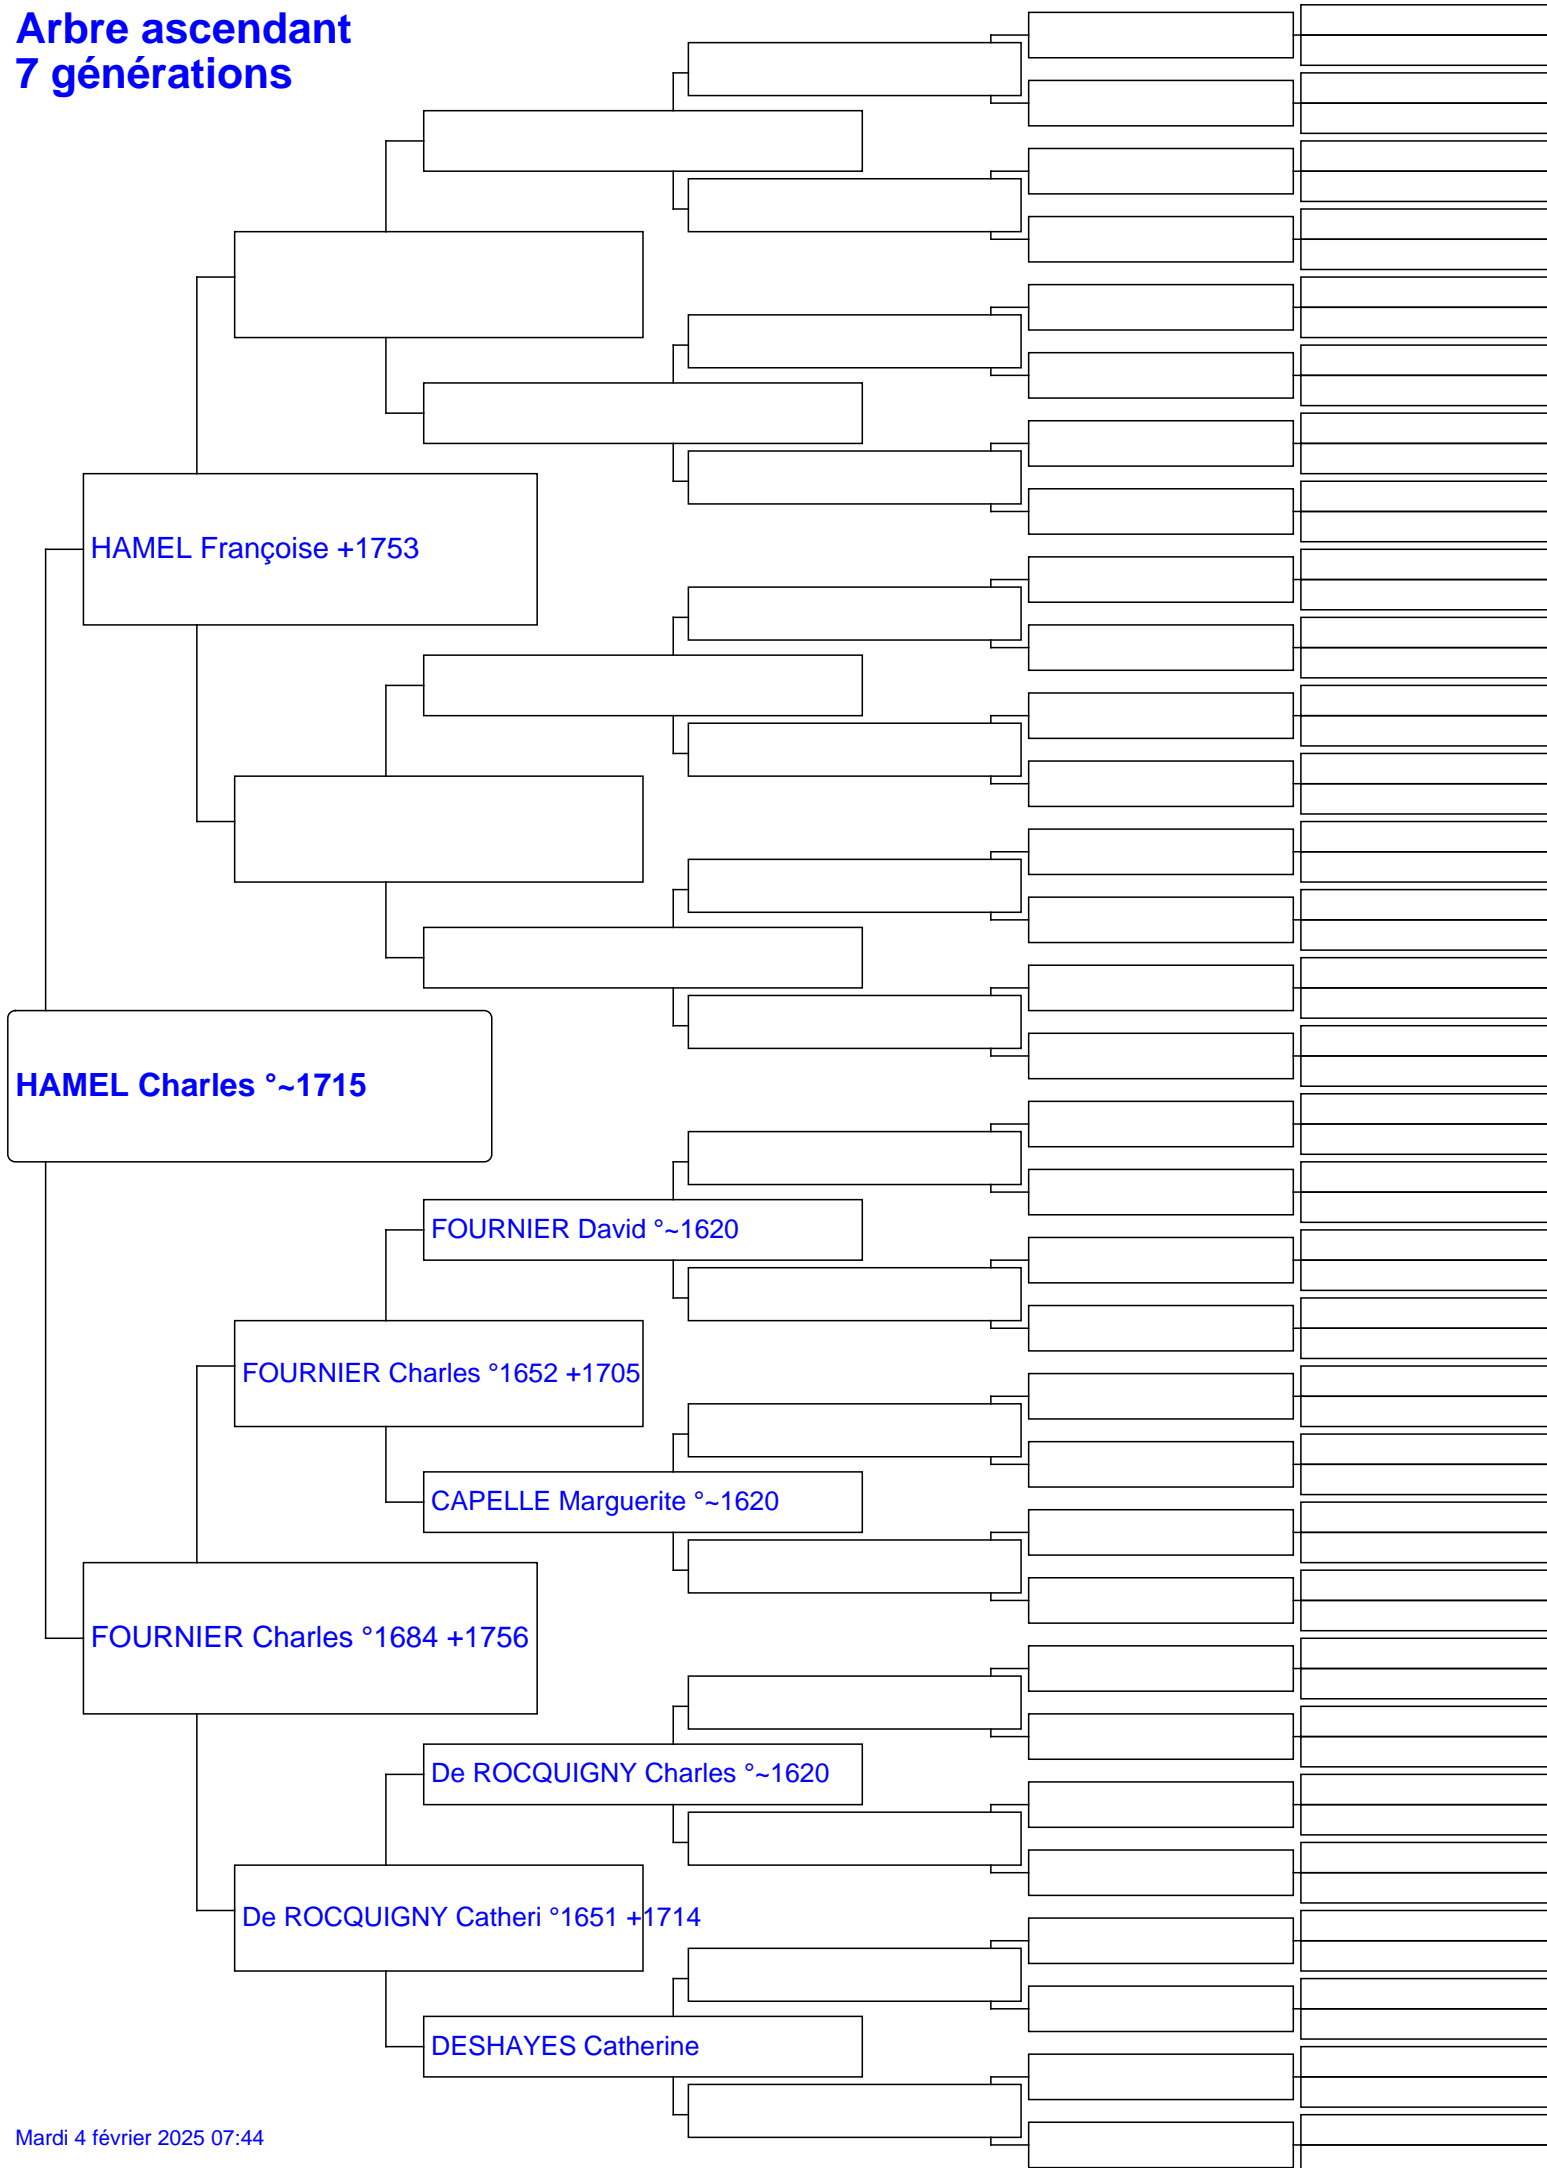 Arbre ascendant
7 générations
HAMEL Françoise +1753
HAMEL Charles °~1715
FOURNIER David °~1620
FOURNIER Charles °1652 +1705
CAPELLE Marguerite °~1620
FOURNIER Charles °1684 +1756
De ROCQUIGNY Charles °~1620
De ROCQUIGNY Catheri °1651 +1714
DESHAYES Catherine
Mardi 4 février 2025 07:44